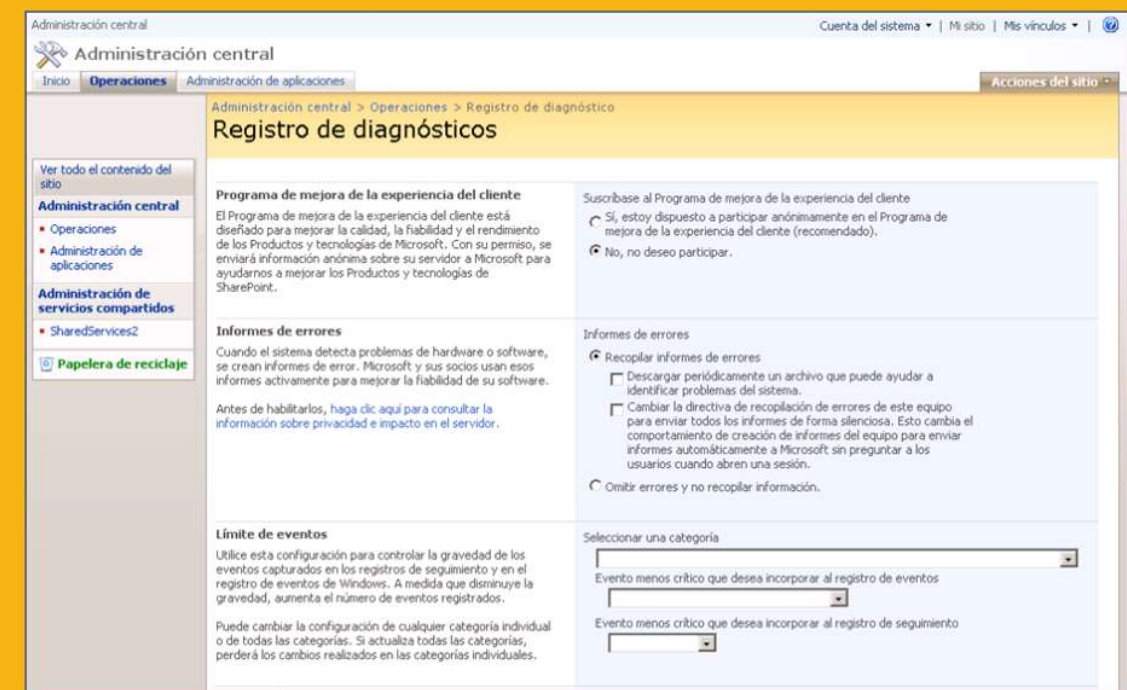 Administración central
Cuenta del sistema | Mi sitio | Mis vínculos |
Administración central
Inicio Operaciones Administración de aplicaciones
Acciones del sitio
Administración central > Operaciones > Registro de diagnóstico
Registro de diagnósticos
Ver todo el contenido del
sitio
Administración central
Operaciones
Administración de
aplicaciones
Administración de
servicios compartidos
SharedServices2
Papelera de reciclaje
Programa de mejora de la experiencia del cliente
El Programa de mejora de la experiencia del cliente está
diseñado para mejorar la calidad, la fiabilidad y el rendimiento
de los Productos y tecnologías de Microsoft. Con su permiso, se
enviará información anónima sobre su servidor a Microsoft para
ayudarnos a mejorar los Productos y tecnologías de
SharePoint.
Suscríbase al Programa de mejora de la experiencia del cliente
Sí, estoy dispuesto a participar anónimamente en el Programa de
mejora de la experiencia del cliente (recomendado).
No, no deseo participar.
Informes de errores
Cuando el sistema detecta problemas de hardware o software,
se crean informes de error. Microsoft y sus socios usan esos
informes activamente para mejorar la fiabilidad de su software.
Antes de habilitarlos, haga clic aquí para consultar la
información sobre privacidad e impacto en el servidor.
Informes de errores
Recopilar informes de errores
Descargar periódicamente un archivo que puede ayudar a
identificar problemas del sistema.
Cambiar la directiva de recopilación de errores de este equipo
para enviar todos los informes de forma silenciosa. Esto cambia el
comportamiento de creación de informes del equipo para enviar
informes automáticamente a Microsoft sin preguntar a los
usuarios cuando abren una sesión.
Omitir errores y no recopilar información.
Límite de eventos
Utilice esta configuración para controlar la gravedad de los
eventos capturados en los registros de seguimiento y en el
registro de eventos de Windows. A medida que disminuye la
gravedad, aumenta el número de eventos registrados.
Puede cambiar la configuración de cualquier categoría individual
o de todas las categorías. Si actualiza todas las categorías,
perderá los cambios realizados en las categorías individuales.
Seleccionar una categoría
Evento menos crítico que desea incorporar al registro de eventos
Evento menos crítico que desea incorporar al registro de seguimiento